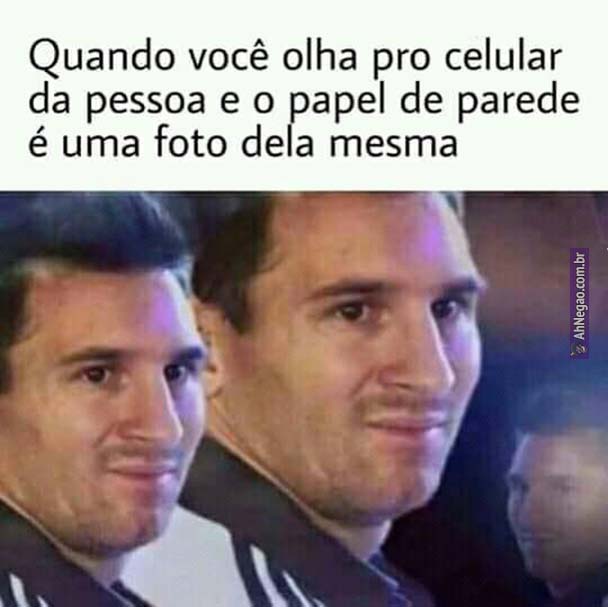 Quando você olha pro celular
da pessoa e o papel de parede
é uma foto dela mesma
AhNegao.com.br